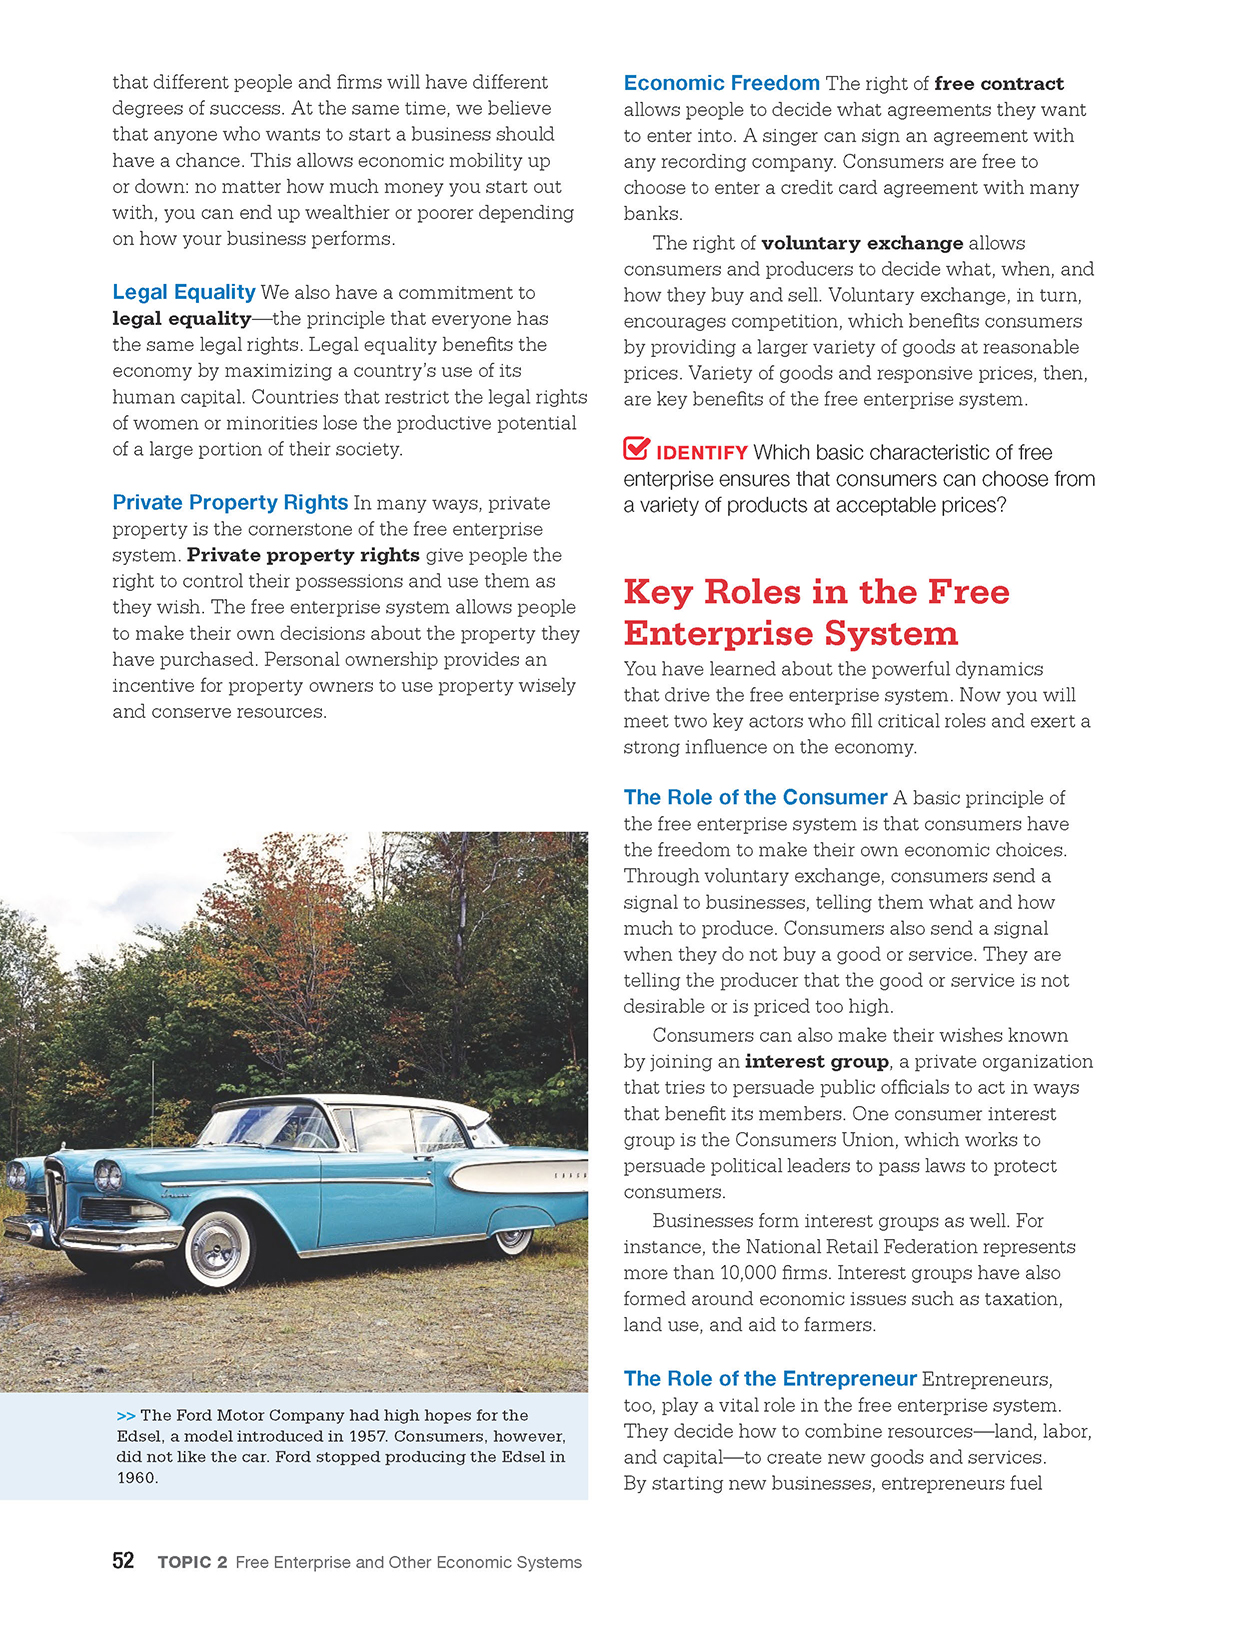 that different people and firms will have different
degrees of success. At the same time, we believe
that anyone who wants to start a business should
have a chance. This allows economic mobility up
or down: no matter how much money you start out
with, you can end up wealthier or poorer depending
on how your business performs.
Legal Equality We also have a commitment to
legal equality—the principle that everyone has
the same legal rights. Legal equality benefits the
economy by maximizing a country's use of its
human capital. Countries that restrict the legal rights
of women or minorities lose the productive potential
of a large portion of their society.
Private Property Rights In many ways, private
property is the cornerstone of the free enterprise
system. Private property rights give people the
right to control their possessions and use them as
they wish. The free enterprise system allows people
to make their own decisions about the property they
have purchased. Personal ownership provides an
incentive for property owners to use property wisely
and conserve resources.
>> The Ford Motor Company had high hopes for the
Edsel, a model introduced in 1957. Consumers, however,
did not like the car. Ford stopped producing the Edsel in
1960.
Economic Freedom The right of free contract
allows people to decide what agreements they want
to enter into. A singer can sign an agreement with
any recording company. Consumers are free to
choose to enter a credit card agreement with many
banks.
The right of voluntary exchange allows
consumers and producers to decide what, when, and
how they buy and sell. Voluntary exchange, in turn,
encourages competition, which benefits consumers
by providing a larger variety of goods at reasonable
prices. Variety of goods and responsive prices, then,
are key benefits of the free enterprise system.
IDENTIFY Which basic characteristic of free
enterprise ensures that consumers can choose from
a variety of products at acceptable prices?
Key Roles in the Free
Enterprise System
You have learned about the powerful dynamics
that drive the free enterprise system. Now you will
meet two key actors who fill critical roles and exert a
strong influence on the economy.
The Role of the Consumer A basic principle of
the free enterprise system is that consumers have
the freedom to make their own economic choices.
Through voluntary exchange, consumers send a
signal to businesses, telling them what and how
much to produce. Consumers also send a signal
when they do not buy a good or service. They are
telling the producer that the good or service is not
desirable or is priced too high.
Consumers can also make their wishes known
by joining an interest group, a private organization
that tries to persuade public officials to act in ways
that benefit its members. One consumer interest
group is the Consumers Union, which works to
persuade political leaders to pass laws to protect
consumers.
Businesses form interest groups as well. For
instance, the National Retail Federation represents
more than 10,000 firms. Interest groups have also
formed around economic issues such as taxation,
land use, and aid to farmers.
The Role of the Entrepreneur Entrepreneurs,
too, play a vital role in the free enterprise system.
They decide how to combine resources—land, labor,
and capital—to create new goods and services.
By starting new businesses, entrepreneurs fuel
52 TOPIC 2 Free Enterprise and Other Economic Systems